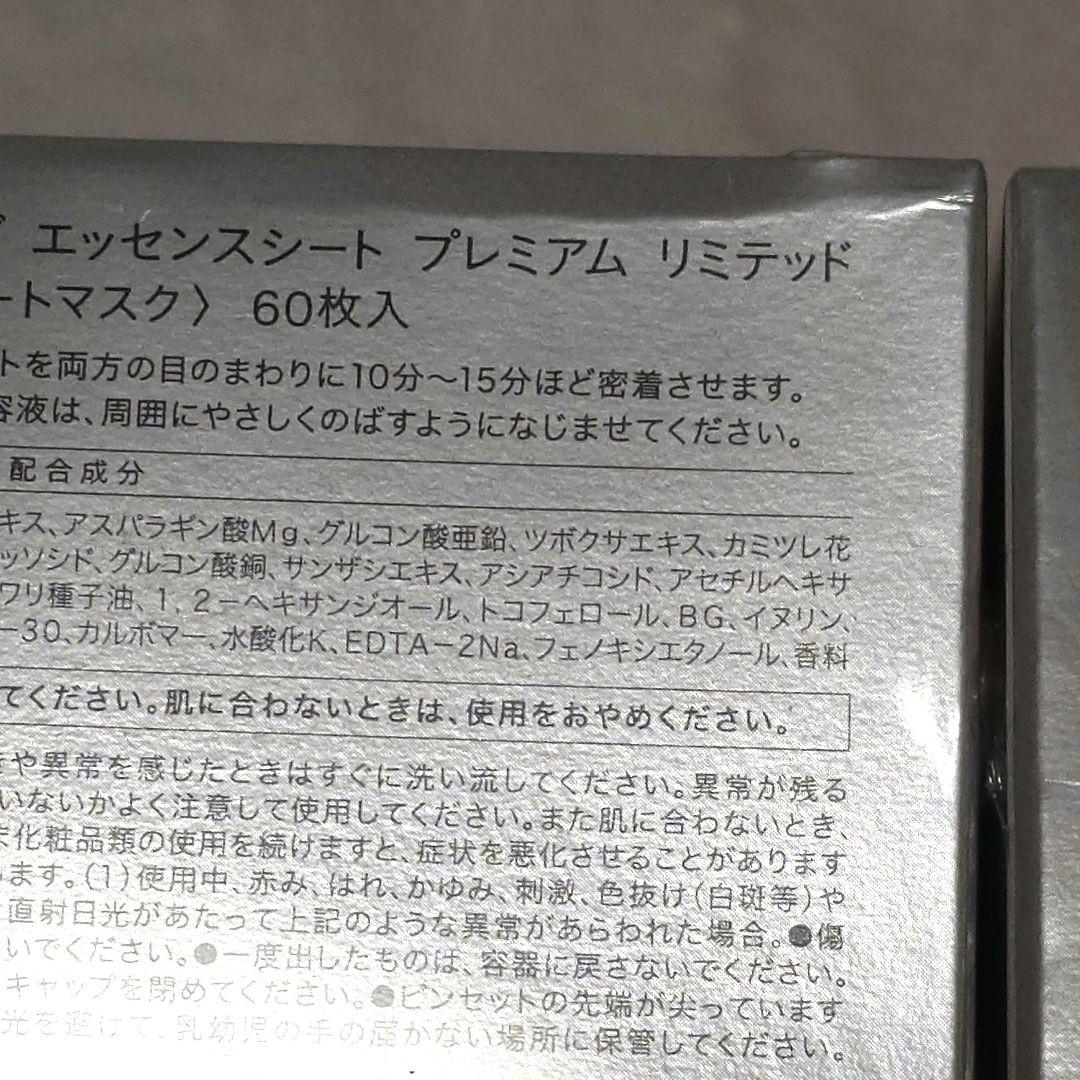 エッセンスシート プレミアム リミテッド
ートマスク〉 60枚入
トを両方の目のまわりに10分〜15分ほど密着させます。
容液は、周囲にやさしくのばすようになじませてください。
配合成分
キス、アスパラギン酸Mg、グルコン酸亜鉛、ツボクサエキス、カミツレ花
ッソシド、グルコン酸銅、サンザシエキス、アシアチコシド、アセチルヘキサ
ワリ種子油、1,2-ヘキサンジオール、トコフェロール、BG、イヌリン、
-30、カルボマー、水酸化K、EDTA-2Na、フェノキシエタノール、香料
てください。肌に合わないときは、使用をおやめください。
や異常を感じたときはすぐに洗い流してください。異常が残る
いないかよく注意して使用してください。また肌に合わないとき、
ま化粧品類の使用を続けますと、症状を悪化させることがあります
ます。(1)使用中、赤み、はれ、かゆみ、刺激、色抜け(白斑等)や
直射日光があたって上記のような異常があらわれた場合。●傷
いでください。●一度出したものは、容器に戻さないでください。
キャップを閉めてください。●ピンセットの先端が尖っています
光を避けて、乳幼児の手の届かない場所に保管してください。